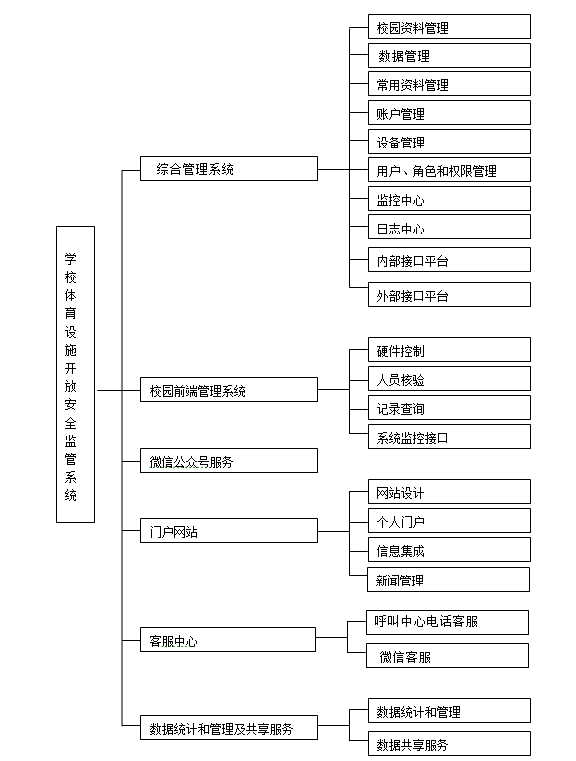 学校体育设施开放安全监管系统
综合管理系统
校园资料管理
数据管理
常用资料管理
账户管理
设备管理
用户、角色和权限管理
监控中心
日志中心
内部接口平台
外部接口平台
校园前端管理系统
硬件控制
人员核验
记录查询
系统监控接口
微信公众号服务
门户网站
网站设计
个人门户
信息集成
新闻管理
客服中心
呼叫中心电话客服
微信客服
数据统计和管理及共享服务
数据统计和管理
数据共享服务